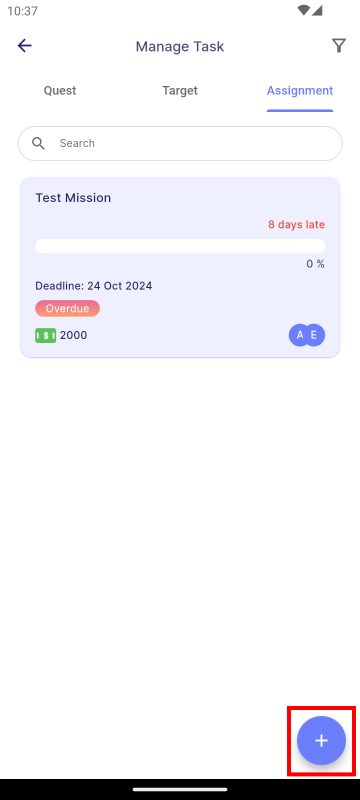 10:37
Manage Task
Quest Target Assignment
Search
Test Mission
8 days late
0 %
Deadline: 24 Oct 2024
Overdue
$ 2000
A E
+